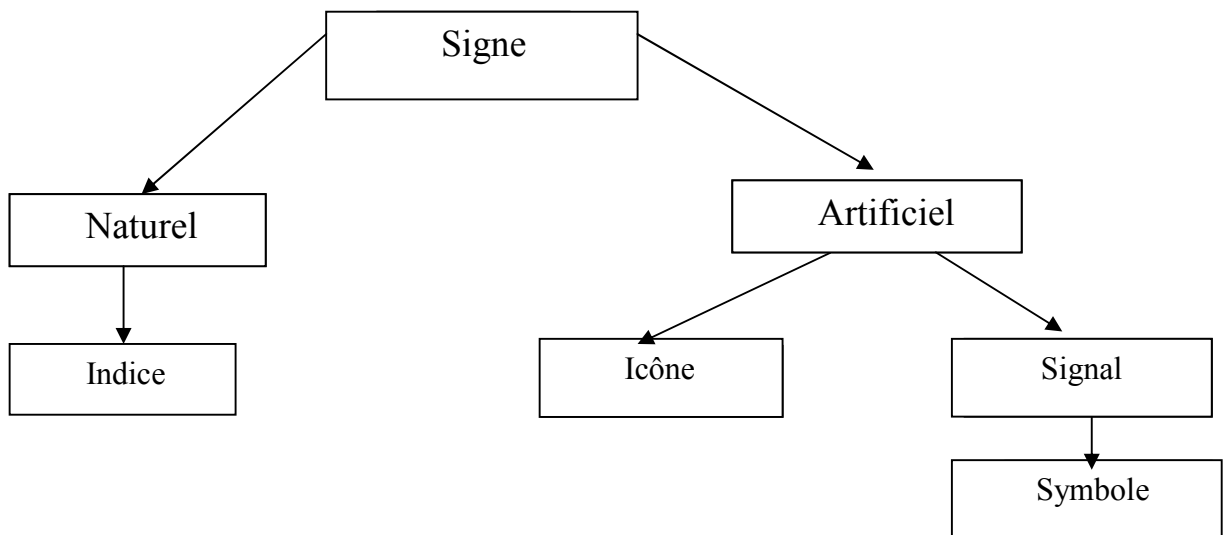 Signe
Naturel
Artificiel
Indice
Icône
Signal
Symbole